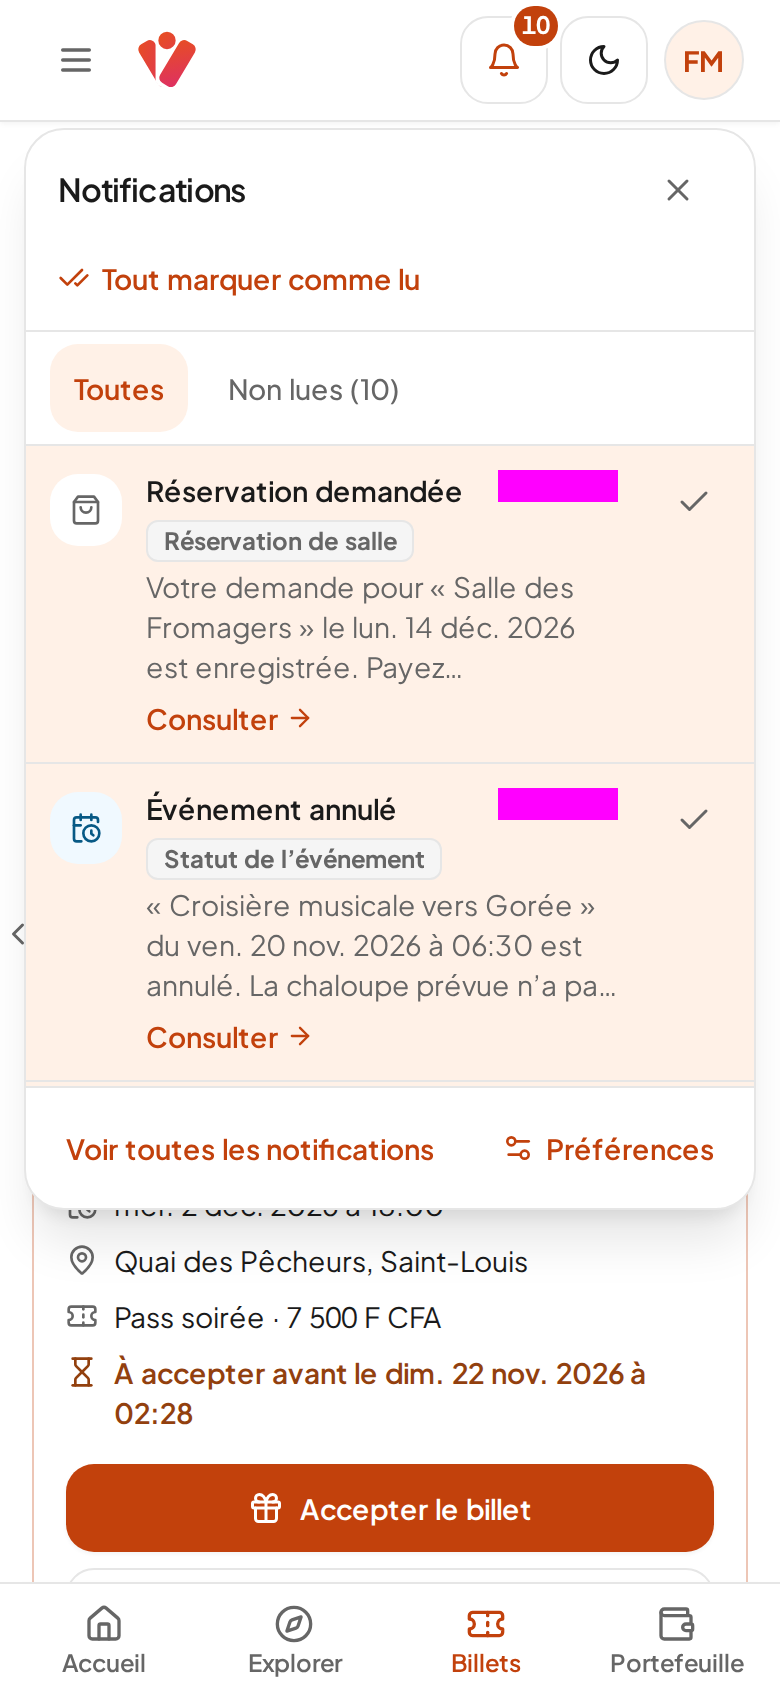 10
FM
Notifications
Tout marquer comme lu
Toutes
Non lues (10)
Réservation demandée
Réservation de salle
Votre demande pour « Salle des
Fromagers » le lun. 14 déc. 2026
est enregistrée. Payez...
Consulter
Événement annulé
Statut de l’événement
« Croisière musicale vers Gorée »
du ven. 20 nov. 2026 à 06:30 est
annulé. La chaloupe prévue n’a pa...
Consulter
Voir toutes les notifications
Préférences
Quai des Pêcheurs, Saint-Louis
Pass soirée · 7 500 F CFA
À accepter avant le dim. 22 nov. 2026 à
02:28
Accepter le billet
Accueil
Explorer
Billets
Portefeuille